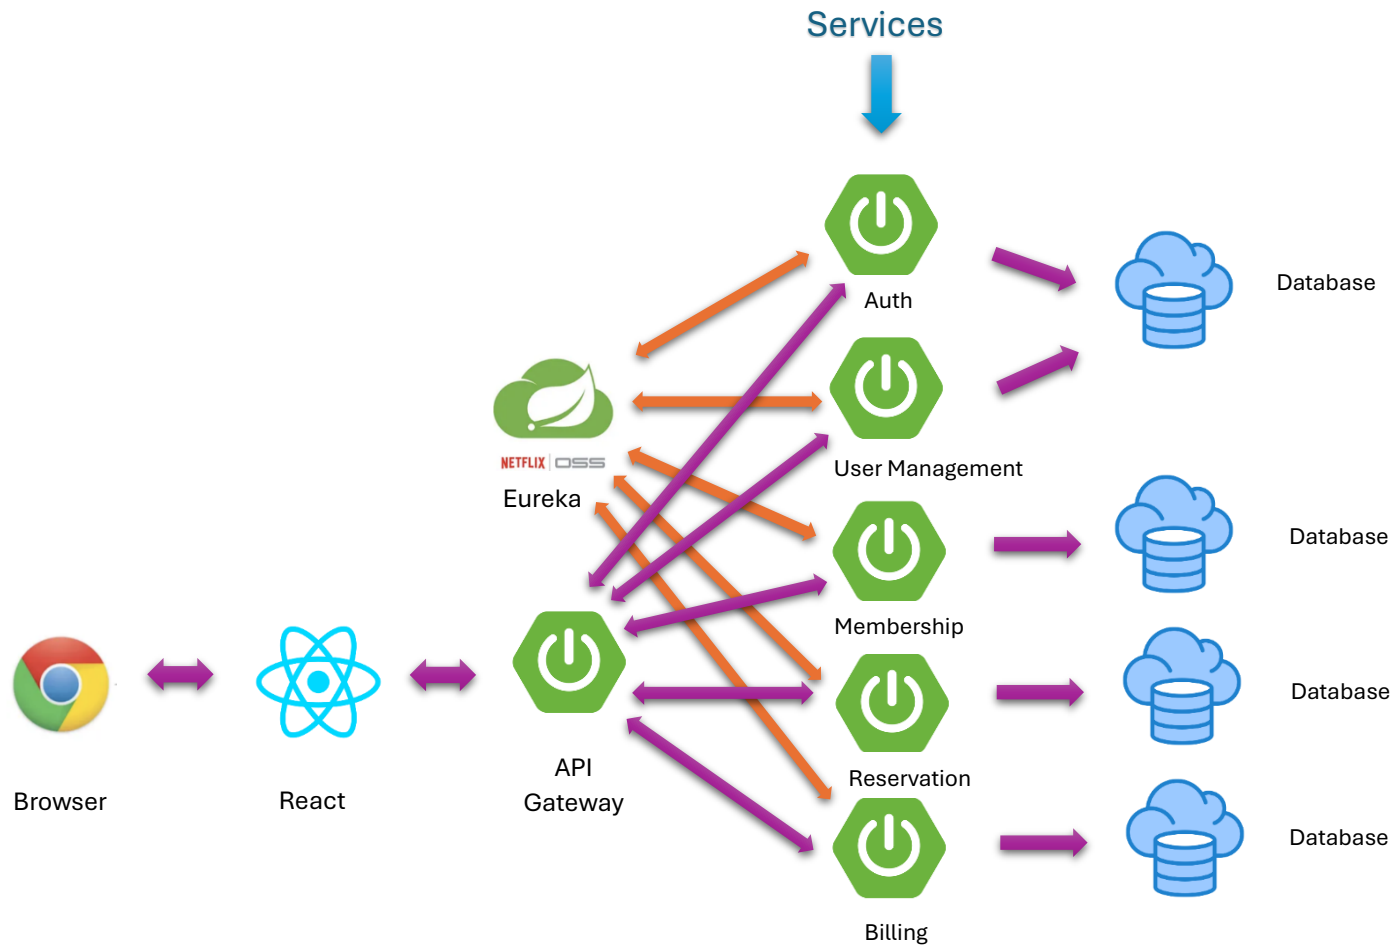 Services
Auth
Database
User Management
NETFLIX OSS
Eureka
Database
Membership
Database
Reservation
API
Gateway
Browser
React
Database
Billing